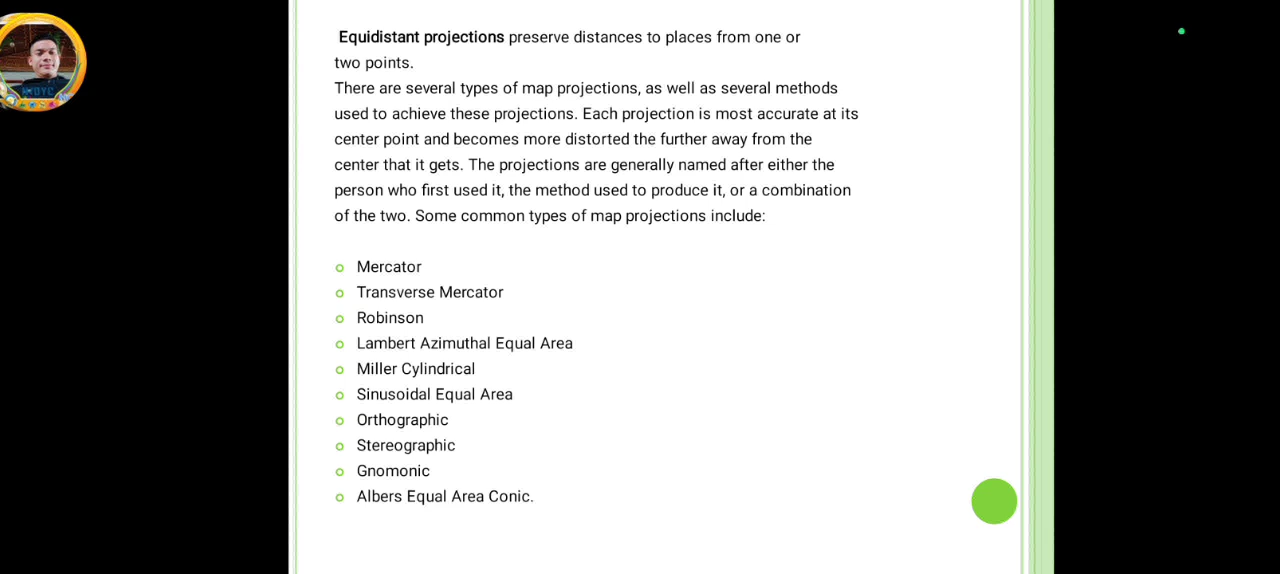 Equidistant projections preserve distances to places from one or
two points.
There are several types of map projections, as well as several methods
used to achieve these projections. Each projection is most accurate at its
center point and becomes more distorted the further away from the
center that it gets. The projections are generally named after either the
person who first used it, the method used to produce it, or a combination
of the two. Some common types of map projections include:
Mercator
Transverse Mercator
Robinson
Lambert Azimuthal Equal Area
Miller Cylindrical
Sinusoidal Equal Area
Orthographic
Stereographic
Gnomonic
Albers Equal Area Conic.